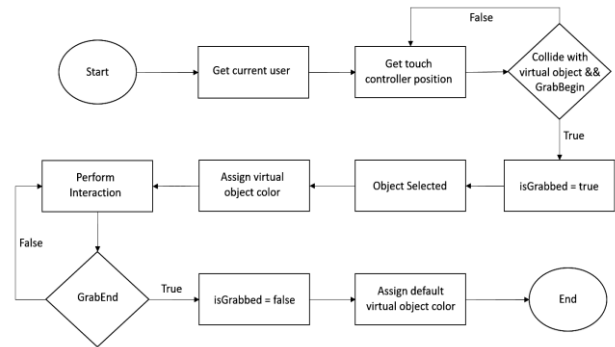 False
Start
Get current user
Get touch
controller position
Collide with
virtual object &&
GrabBegin
True
Perform
Interaction
Assign virtual
object color
Object Selected
isGrabbed = true
False
GrabEnd
True
isGrabbed = false
Assign default
virtual object color
End